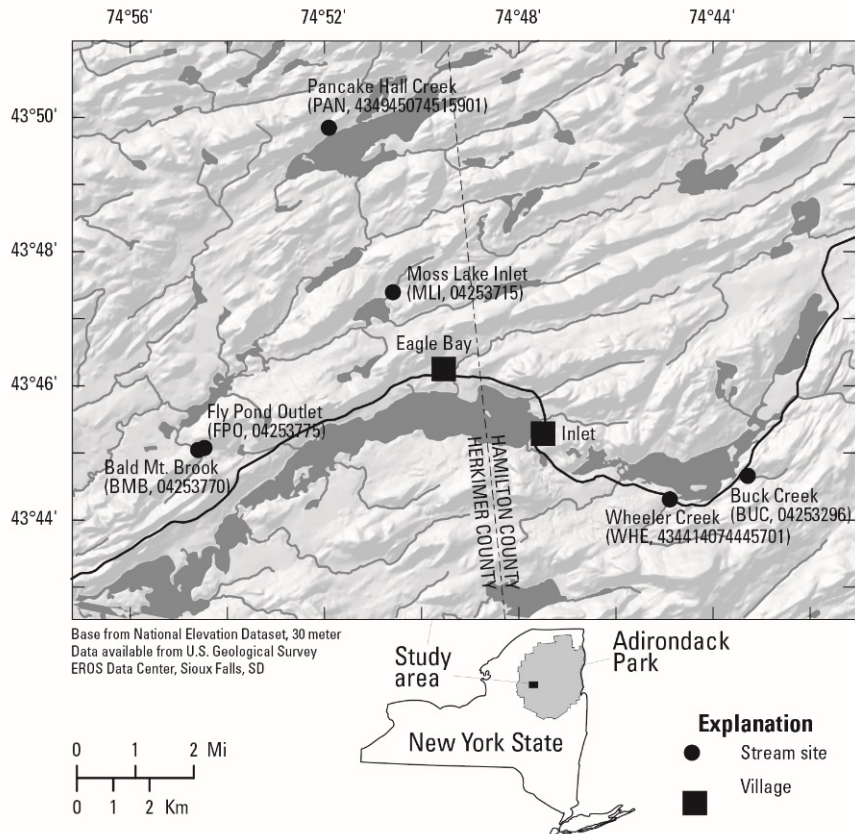 74°56' 74°52' 74°48' 74°44'
43°50'
43°48'
43°46'
43°44'
Pancake Hall Creek
(PAN, 434945074515901)
Moss Lake Inlet
(MLI, 04253715)
Eagle Bay
Fly Pond Outlet
(FPO, 04253775)
Bald Mt. Brook
(BMB, 04253770)
Inlet
HAMILTON COUNTY
HERKIMER COUNTY
Wheeler Creek
(WHE, 434414074445701)
Buck Creek
(BUC, 04253296)
Base from National Elevation Dataset, 30 meter
Data available from U.S. Geological Survey
EROS Data Center, Sioux Falls, SD
Study
area
Adirondack
Park
New York State
0 1 2 Mi
0 1 2 Km
Explanation
Stream site
Village